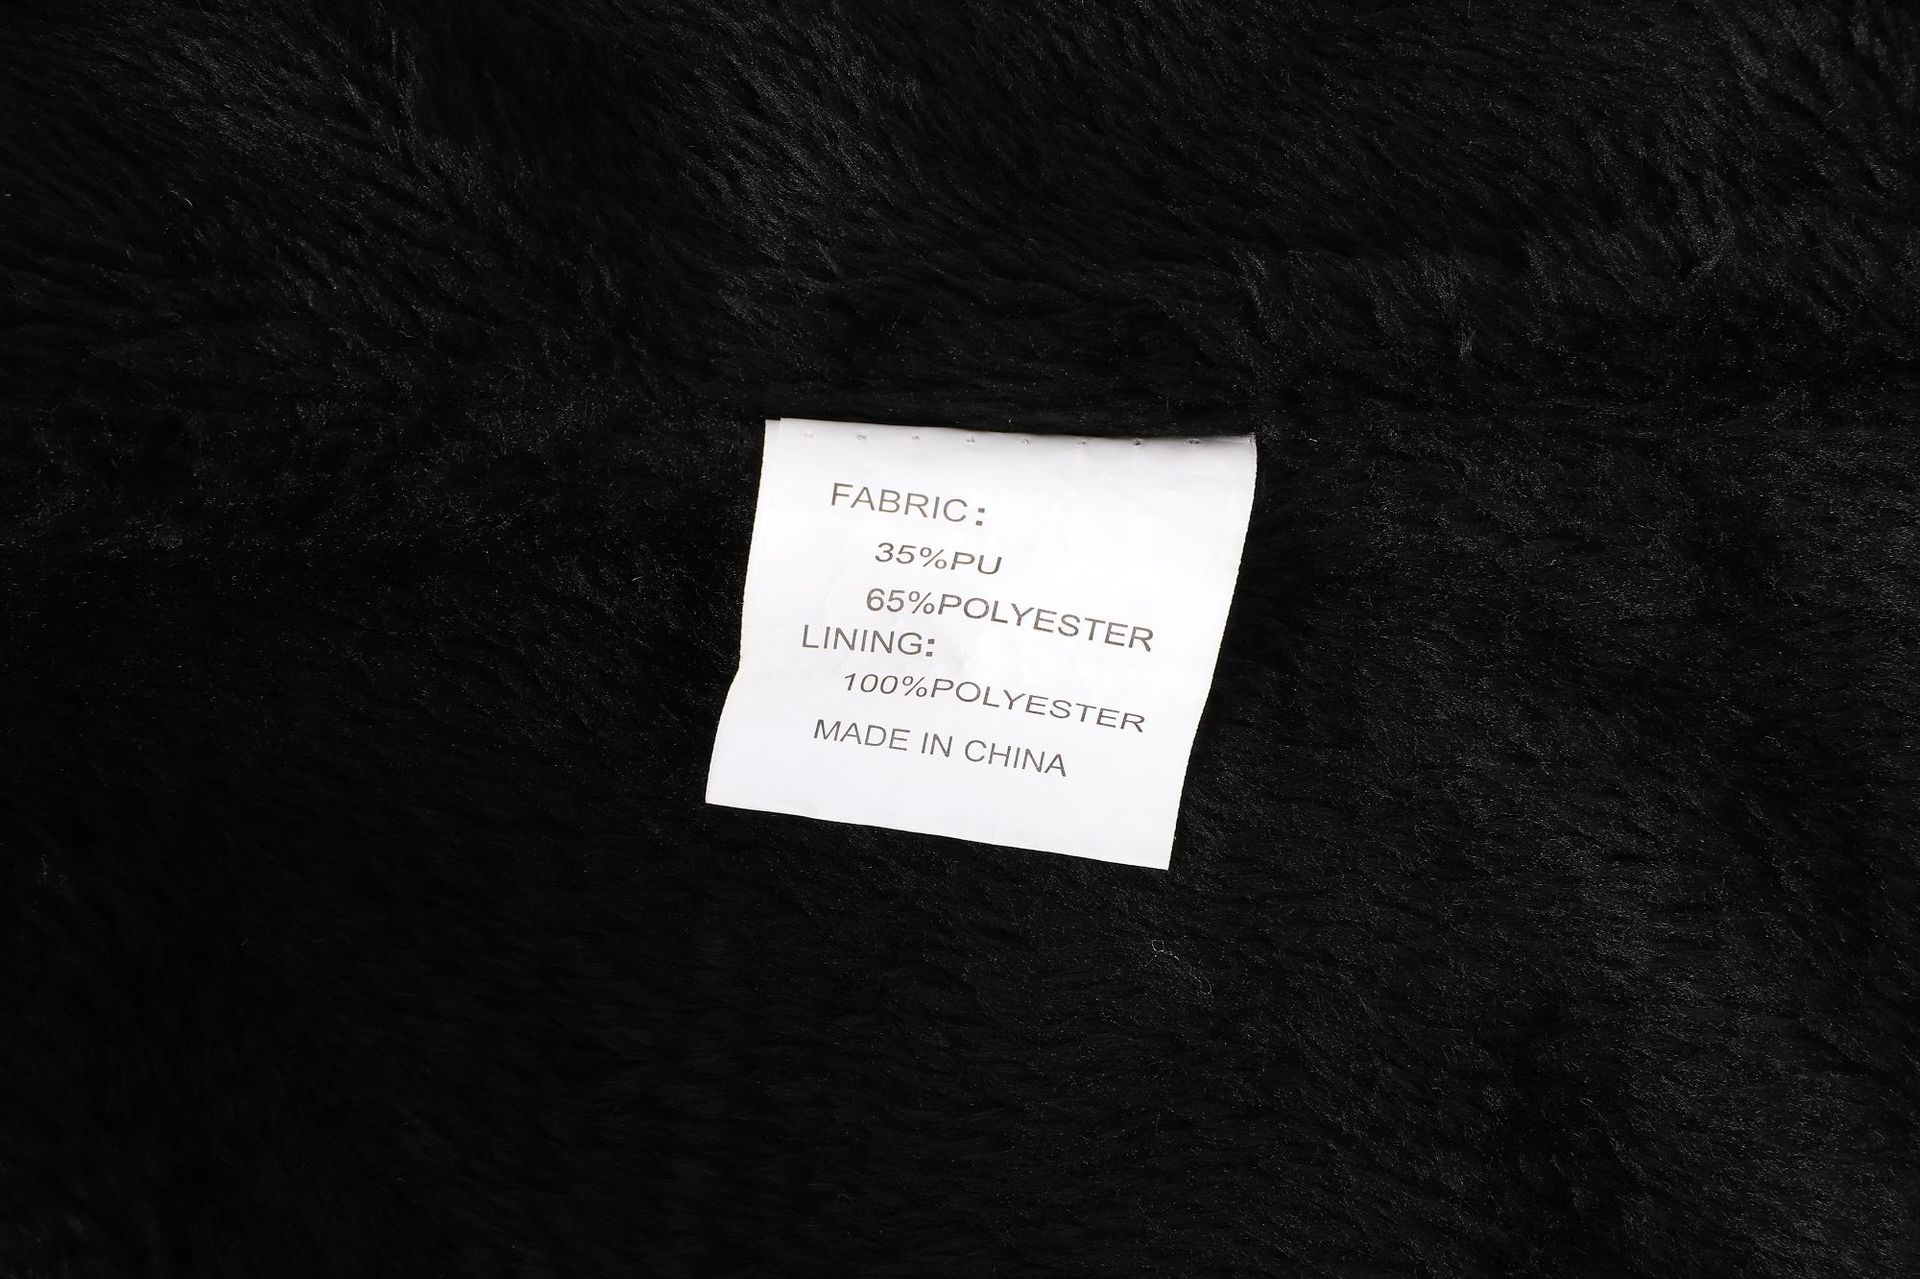 FABRIC:
35%PU
65%POLYESTER
LINING:
100%POLYESTER
MADE IN CHINA